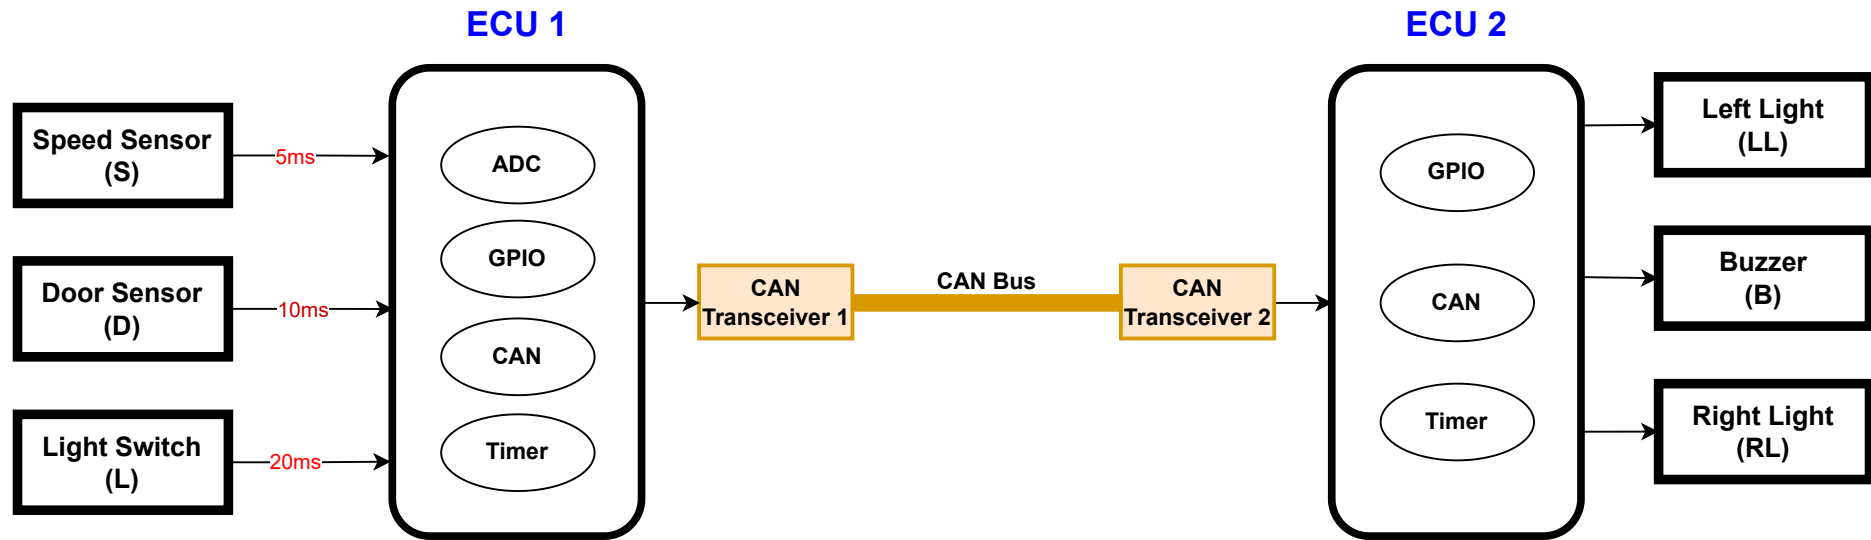 ECU 1
ECU 2
Speed Sensor
(S)
5ms
Door Sensor
(D)
10ms
Light Switch
(L)
20ms
ADC
GPIO
CAN
Timer
CAN
Transceiver 1
CAN Bus
CAN
Transceiver 2
GPIO
CAN
Timer
Left Light
(LL)
Buzzer
(B)
Right Light
(RL)